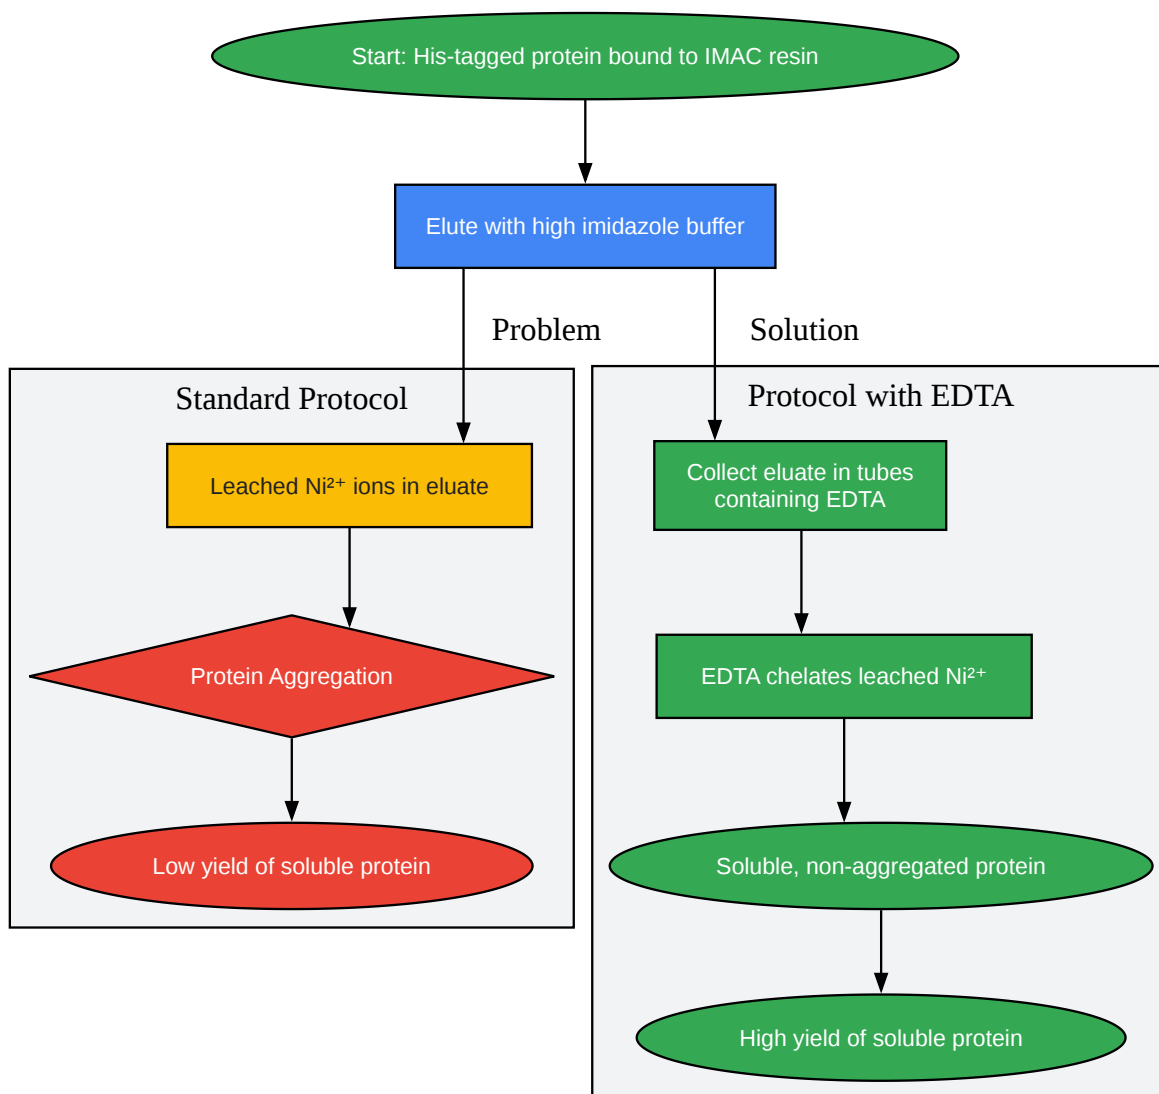 Start: His-tagged protein bound to IMAC resin
Elute with high imidazole buffer
Problem
Solution
Standard Protocol
Leached Ni²⁺ ions in eluate
Protein Aggregation
Low yield of soluble protein
Protocol with EDTA
Collect eluate in tubes
containing EDTA
EDTA chelates leached Ni²⁺
Soluble, non-aggregated protein
High yield of soluble protein